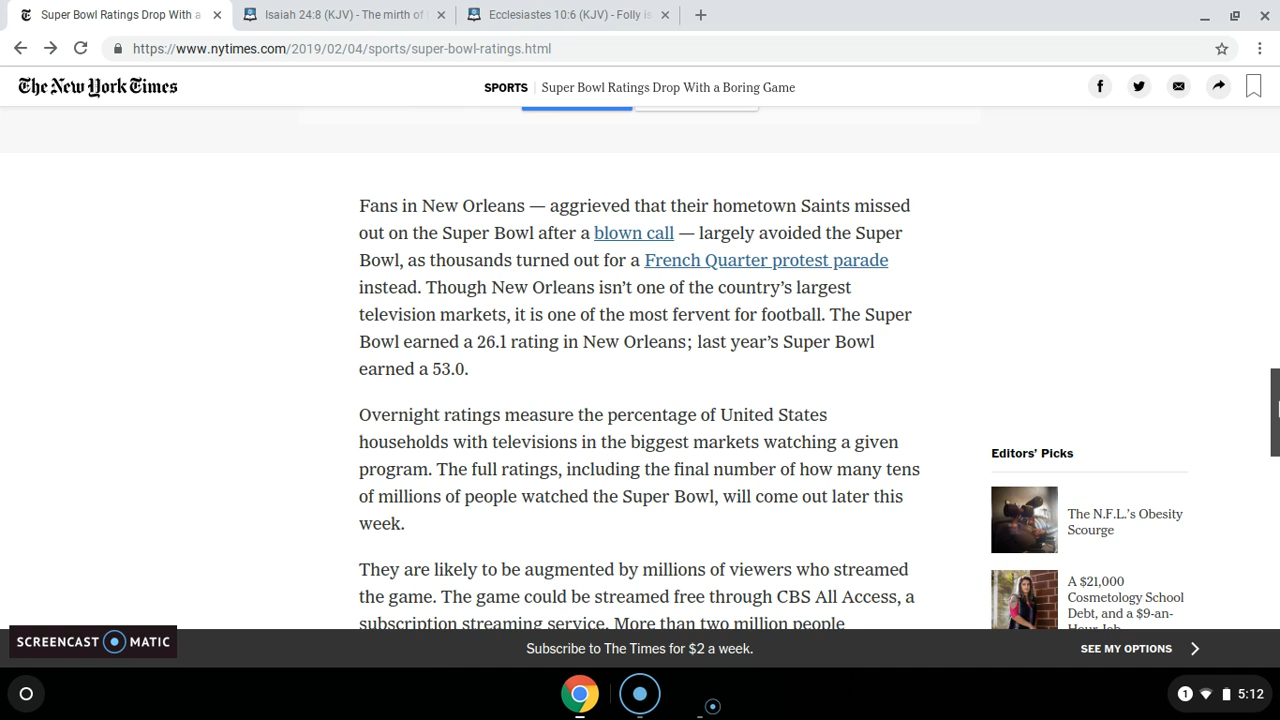 Super Bowl Ratings Drop With a
Isaiah 24:8 (KJV) - The mirth of
Ecclesiastes 10:6 (KJV) - Folly is
https://www.nytimes.com/2019/02/04/sports/super-bowl-ratings.html
The New York Times
SPORTS | Super Bowl Ratings Drop With a Boring Game
Fans in New Orleans — aggrieved that their hometown Saints missed
out on the Super Bowl after a blown call — largely avoided the Super
Bowl, as thousands turned out for a French Quarter protest parade
instead. Though New Orleans isn’t one of the country’s largest
television markets, it is one of the most fervent for football. The Super
Bowl earned a 26.1 rating in New Orleans; last year’s Super Bowl
earned a 53.0.
Overnight ratings measure the percentage of United States
households with televisions in the biggest markets watching a given
program. The full ratings, including the final number of how many tens
of millions of people watched the Super Bowl, will come out later this
week.
They are likely to be augmented by millions of viewers who streamed
the game. The game could be streamed free through CBS All Access, a
subscription streaming service. More than two million people
Editors’ Picks
The N.F.L.’s Obesity
Scourge
A $21,000
Cosmetology School
Debt, and a $9-an-
Hour Job
SCREENCAST MATIC
Subscribe to The Times for $2 a week.
SEE MY OPTIONS
1
5:12